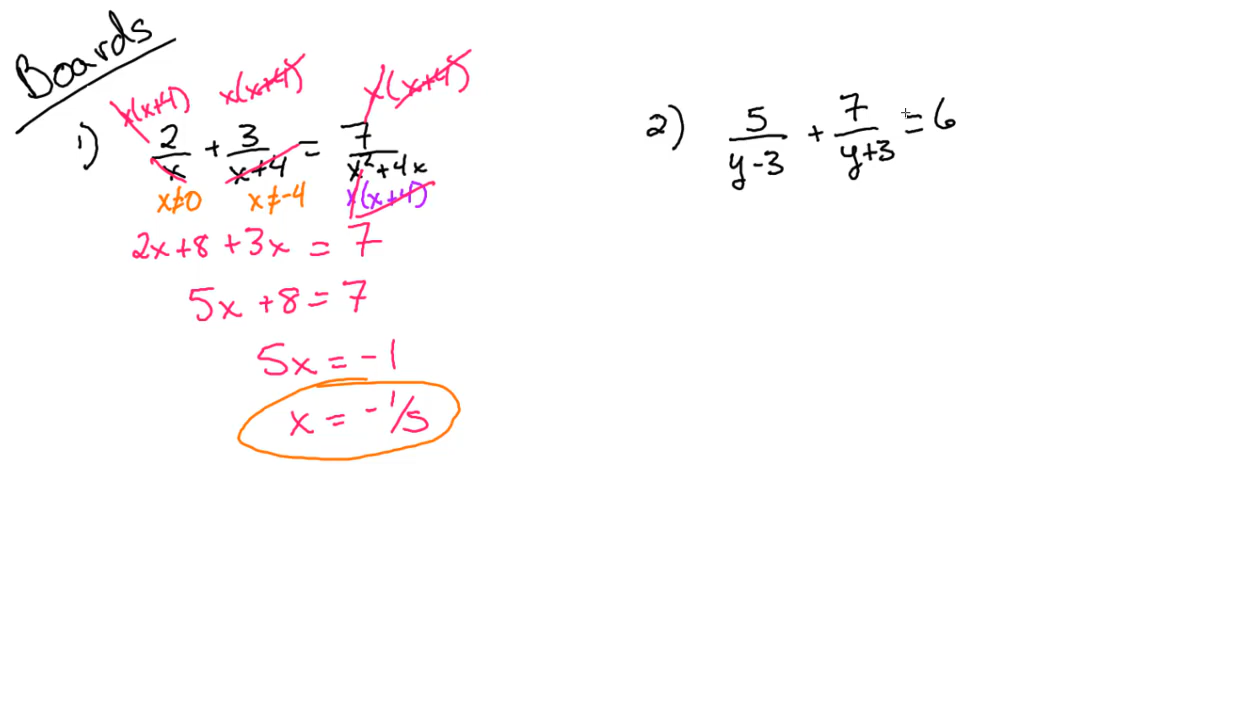 Boards
x(x+4) x(x+4) x(x+4)
1) 2/x + 3/(x+4) = 7/(x²+4x)
x≠0 x≠-4 x(x+4)
2x+8+3x = 7
5x+8=7
5x=-1
x=-1/5
2) 5/(y-3) + 7/(y+3) = 6